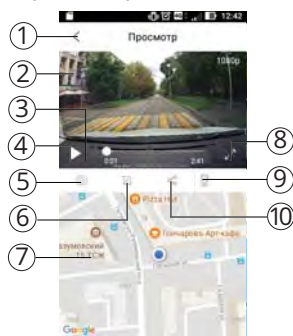 12:42
① Просмотр
② 1080p
③
④ 0:01 2:41 ⑧
⑤ ⑨
⑥ ⑩
Pizza Hut
Гончаровъ Арт-кафе
⑦
Google